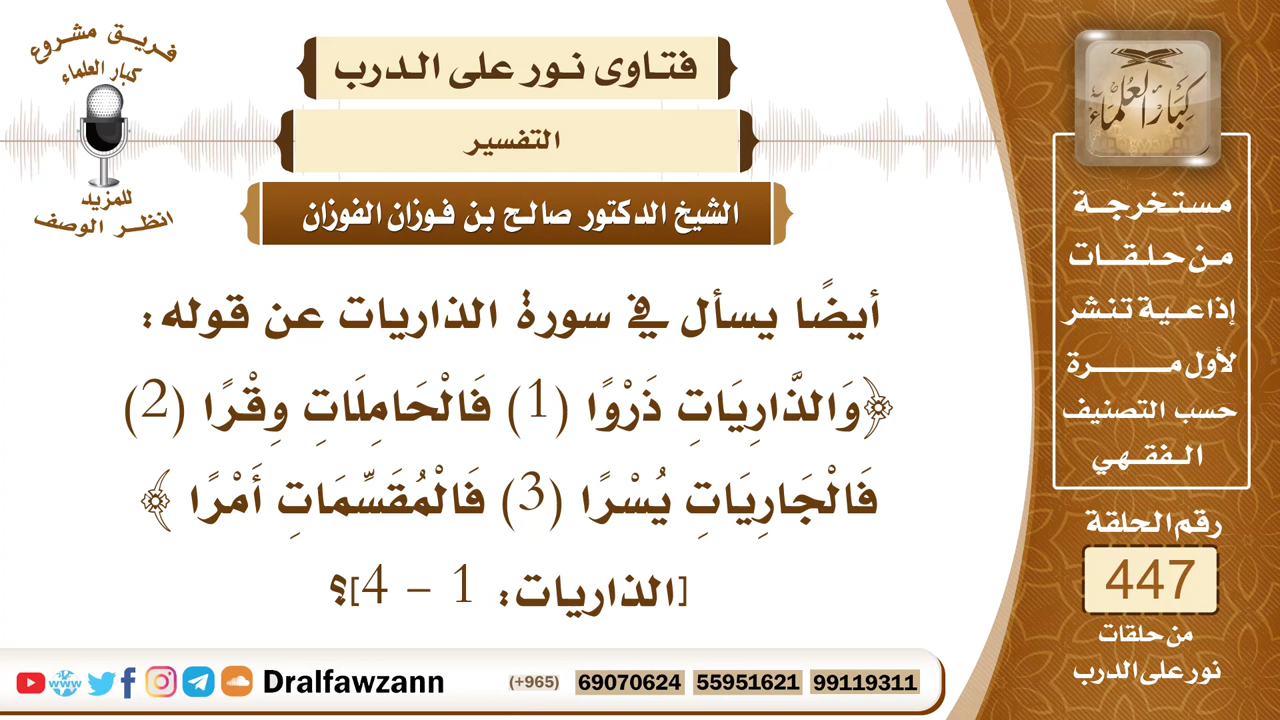 فريق مشروع
كبار العلماء
للمزيد
انظر الوصف
فتاوى نور على الدرب
التفسير
الشيخ الدكتور صالح بن فوزان الفوزان
أيضًا يسأل في سورة الذاريات عن قوله:
﴿وَالذَّارِيَاتِ ذَرْوًا (1) فَالْحَامِلَاتِ وِقْرًا (2)
فَالْجَارِيَاتِ يُسْرًا (3) فَالْمُقَسِّمَاتِ أَمْرًا ﴾
[الذاريات: 1 – 4]؟
كبار العلماء
مستخرجة
من حلقات
إذاعية تنشر
لأول مرة
حسب التصنيف
الفقهي
رقم الحلقة
447
من حلقات
نور على الدرب
www Dralfawzann (+965) 69070624 55951621 99119311